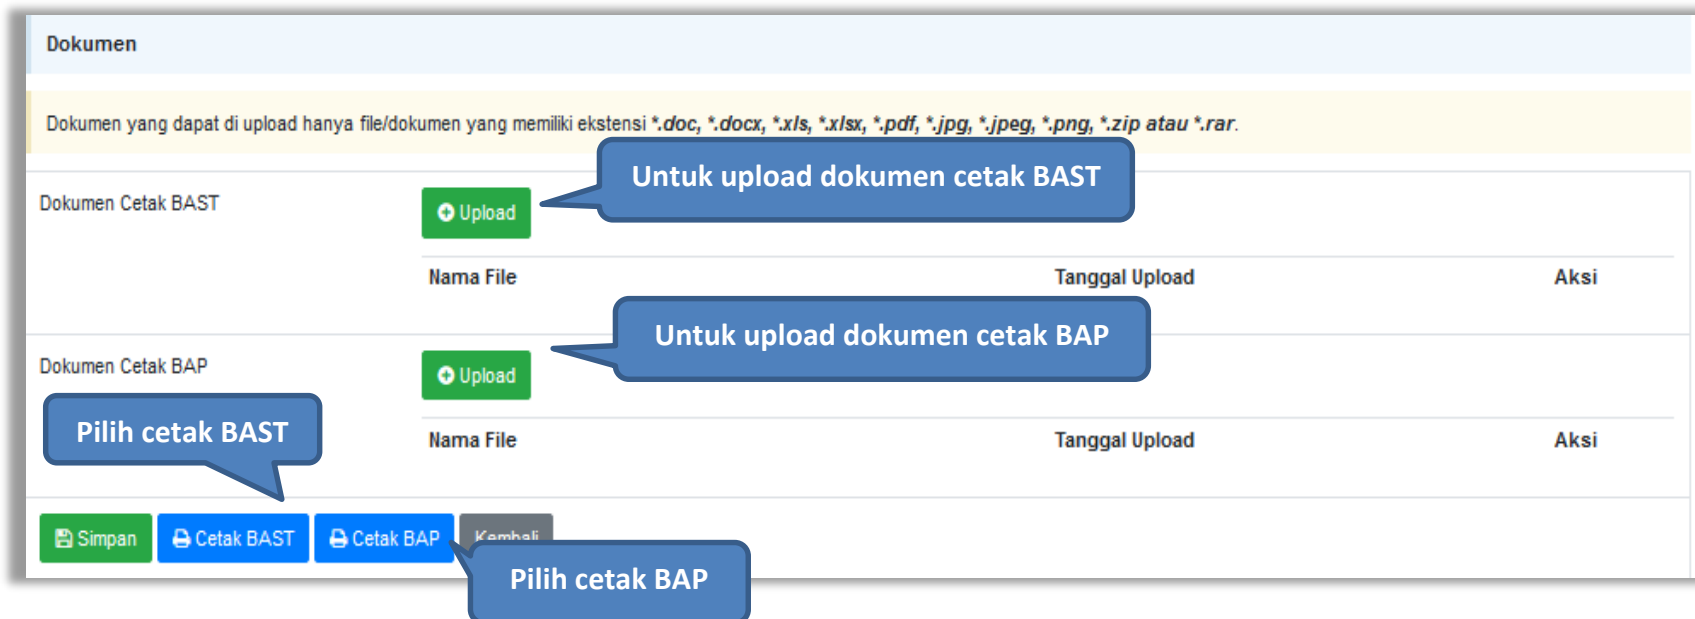 Dokumen
Dokumen yang dapat di upload hanya file/dokumen yang memiliki ekstensi *.doc, *.docx, *.xls, *.xlsx, *.pdf, *.jpg, *.jpeg, *.png, *.zip atau *.rar.
Untuk upload dokumen cetak BAST
Dokumen Cetak BAST
Upload
Nama File Tanggal Upload Aksi
Untuk upload dokumen cetak BAP
Dokumen Cetak BAP
Upload
Pilih cetak BAST
Nama File Tanggal Upload Aksi
Simpan Cetak BAST Cetak BAP Kembali
Pilih cetak BAP